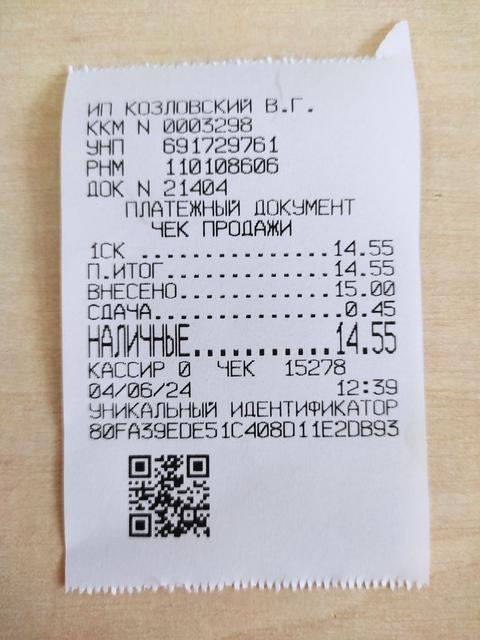 ИП КОЗЛОВСКИЙ В.Г.
ККМ N 0003298
УНП 691729761
РНМ 110108606
ДОК N 21404
ПЛАТЕЖНЫЙ ДОКУМЕНТ
ЧЕК ПРОДАЖИ
1СК ................14.55
П.ИТОГ..............14.55
ВНЕСЕНО.............15.00
СДАЧА................0.45
НАЛИЧНЫЕ...........14.55
КАССИР 0 ЧЕК 15278
04/06/24 12:39
УНИКАЛЬНЫЙ ИДЕНТИФИКАТОР
80FA39EDE51C408D11E2DB93